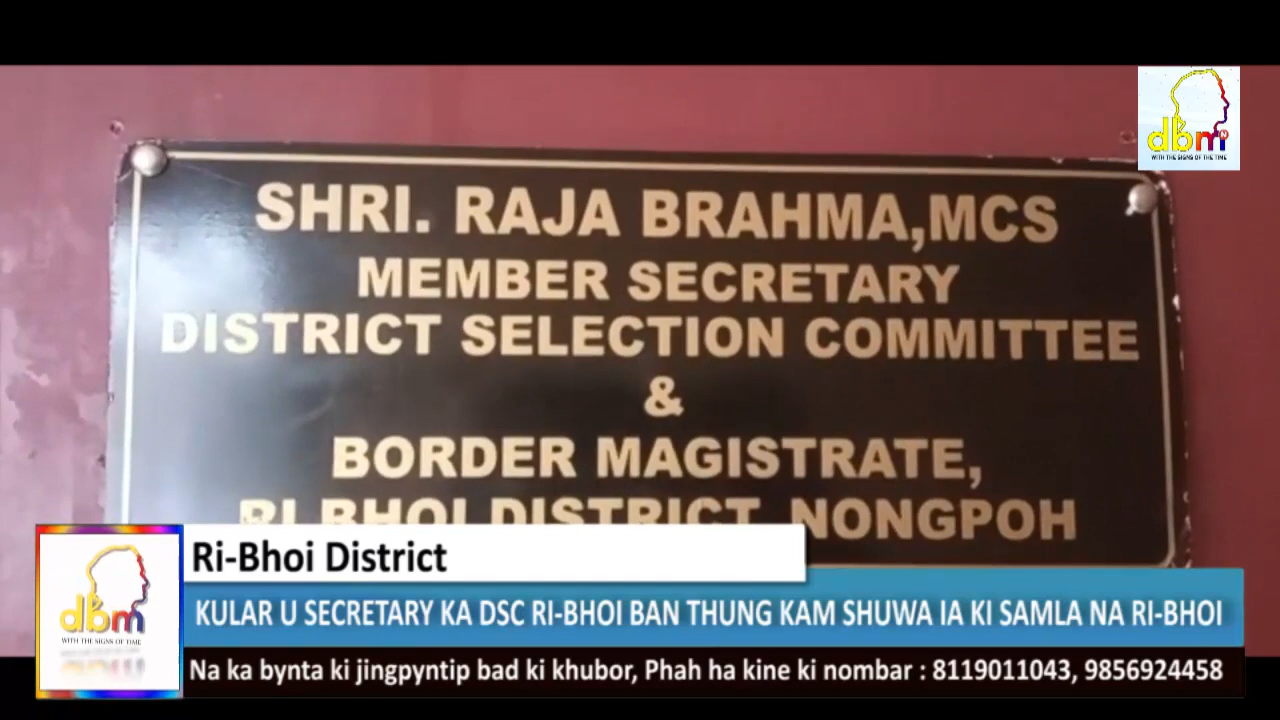 dbm
WITH THE SIGNS OF THE TIME
SHRI. RAJA BRAHMA,MCS
MEMBER SECRETARY
DISTRICT SELECTION COMMITTEE
&
BORDER MAGISTRATE,
RI BHOI DISTRICT, NONGPOH
Ri-Bhoi District
KULAR U SECRETARY KA DSC RI-BHOI BAN THUNG KAM SHUWA IA KI SAMLA NA RI-BHOI
dbm
WITH THE SIGNS OF TIME
Na ka bynta ki jingpyntip bad ki khubor, Phah ha kine ki nombar : 8119011043, 9856924458